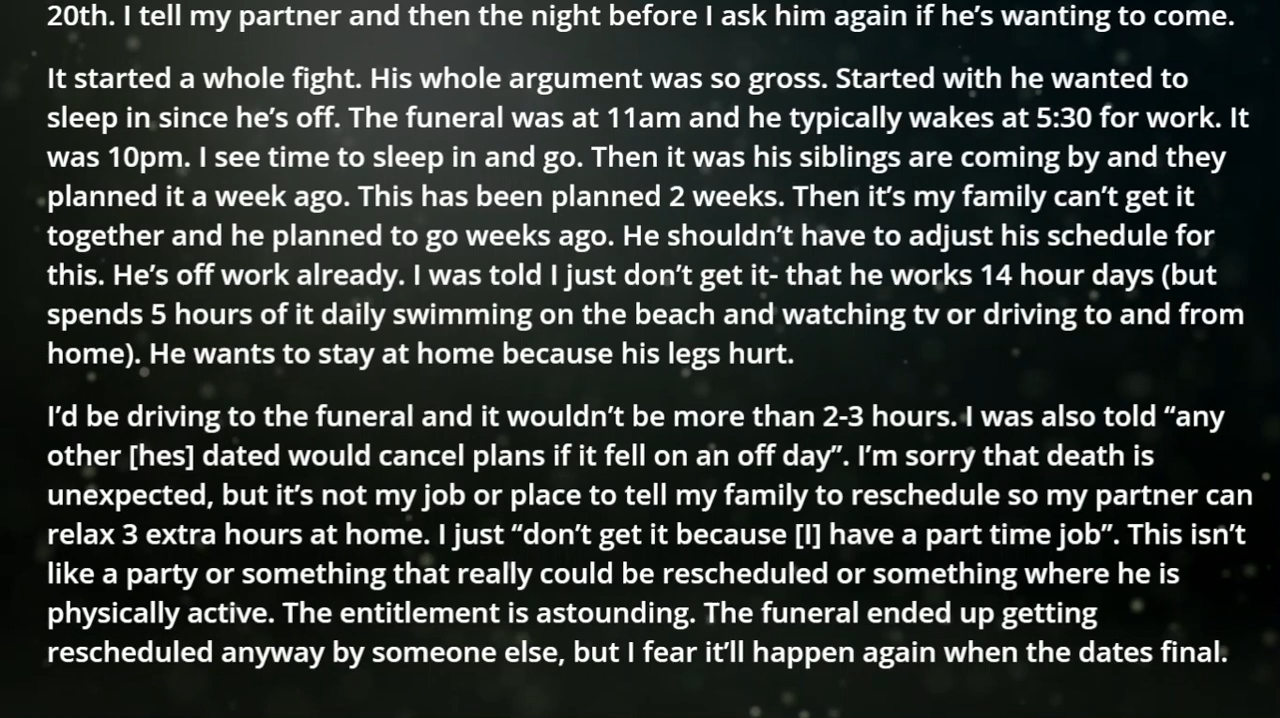 20th. I tell my partner and then the night before I ask him again if he’s wanting to come.
It started a whole fight. His whole argument was so gross. Started with he wanted to
sleep in since he’s off. The funeral was at 11am and he typically wakes at 5:30 for work. It
was 10pm. I see time to sleep in and go. Then it was his siblings are coming by and they
planned it a week ago. This has been planned 2 weeks. Then it’s my family can’t get it
together and he planned to go weeks ago. He shouldn’t have to adjust his schedule for
this. He’s off work already. I was told I just don’t get it- that he works 14 hour days (but
spends 5 hours of it daily swimming on the beach and watching tv or driving to and from
home). He wants to stay at home because his legs hurt.
I’d be driving to the funeral and it wouldn’t be more than 2-3 hours. I was also told “any
other [hes] dated would cancel plans if it fell on an off day”. I’m sorry that death is
unexpected, but it’s not my job or place to tell my family to reschedule so my partner can
relax 3 extra hours at home. I just “don’t get it because [I] have a part time job”. This isn’t
like a party or something that really could be rescheduled or something where he is
physically active. The entitlement is astounding. The funeral ended up getting
rescheduled anyway by someone else, but I fear it’ll happen again when the dates final.